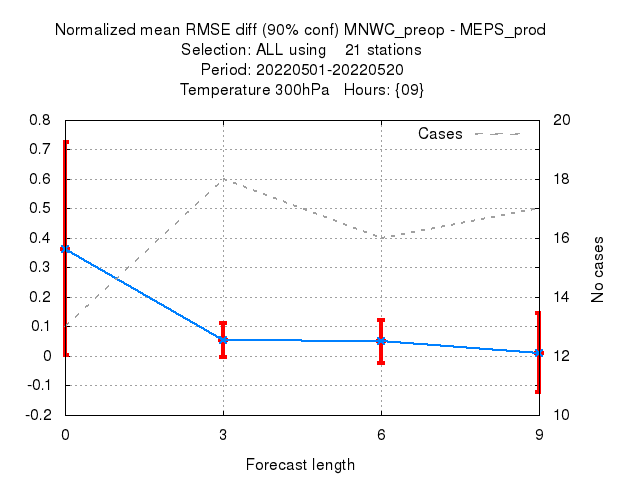 Normalized mean RMSE diff (90% conf) MNWC_preop - MEPS_prod
Selection: ALL using    21 stations
Period: 20220501-20220520
Temperature 300hPa   Hours: {09}
Cases
0.8
0.7
0.6
0.5
0.4
0.3
0.2
0.1
0
-0.1
-0.2
20
18
16
14
12
10
No cases
0 3 6 9
Forecast length